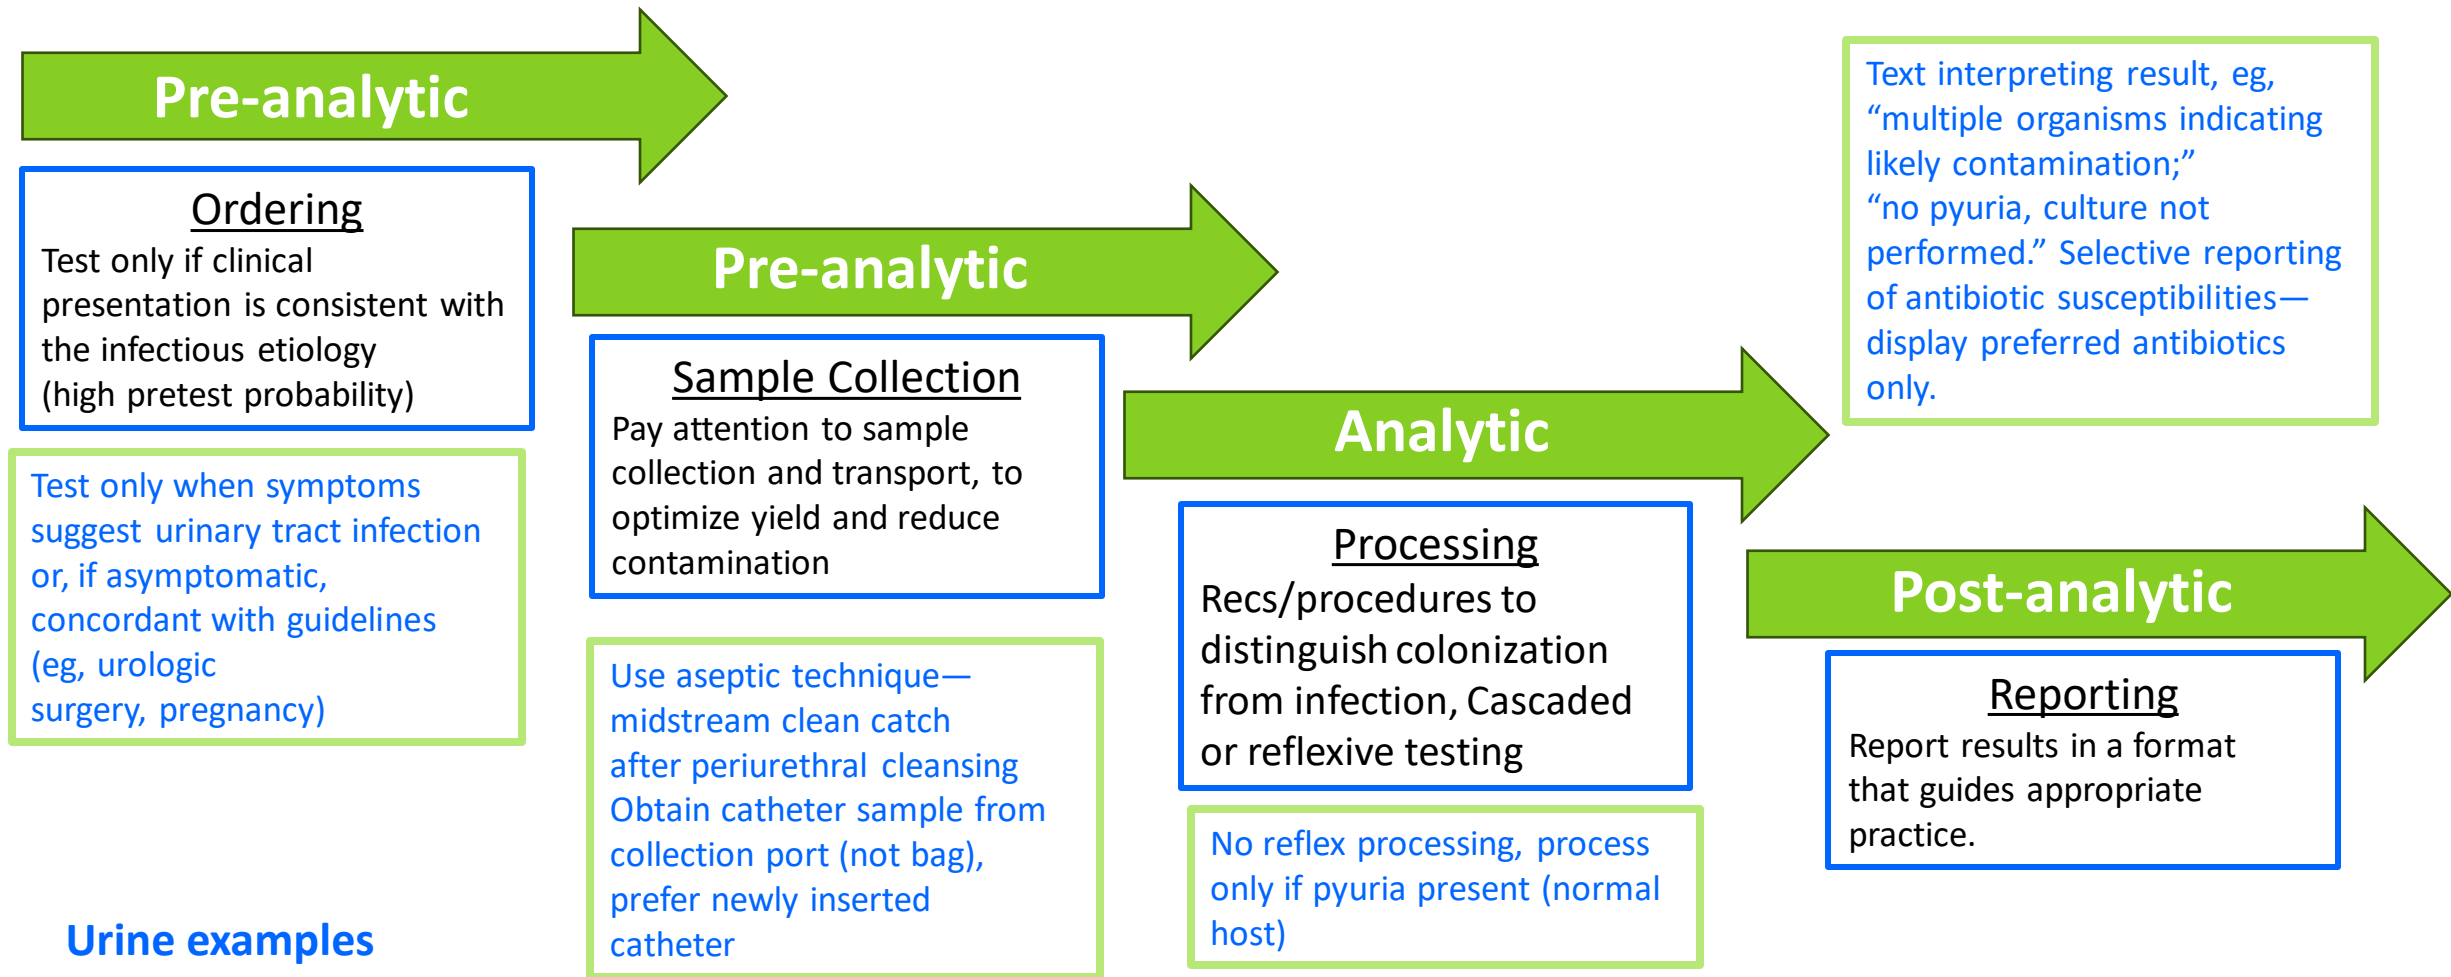 Pre-analytic
Ordering
Test only if clinical
presentation is consistent with
the infectious etiology
(high pretest probability)
Test only when symptoms
suggest urinary tract infection
or, if asymptomatic,
concordant with guidelines
(eg, urologic
surgery, pregnancy)
Pre-analytic
Sample Collection
Pay attention to sample
collection and transport, to
optimize yield and reduce
contamination
Use aseptic technique—
midstream clean catch
after periurethral cleansing
Obtain catheter sample from
collection port (not bag),
prefer newly inserted
catheter
Analytic
Processing
Recs/procedures to
distinguish colonization
from infection, Cascaded
or reflexive testing
No reflex processing, process
only if pyuria present (normal
host)
Text interpreting result, eg,
“multiple organisms indicating
likely contamination;”
“no pyuria, culture not
performed.” Selective reporting
of antibiotic susceptibilities—
display preferred antibiotics
only.
Post-analytic
Reporting
Report results in a format
that guides appropriate
practice.
Urine examples